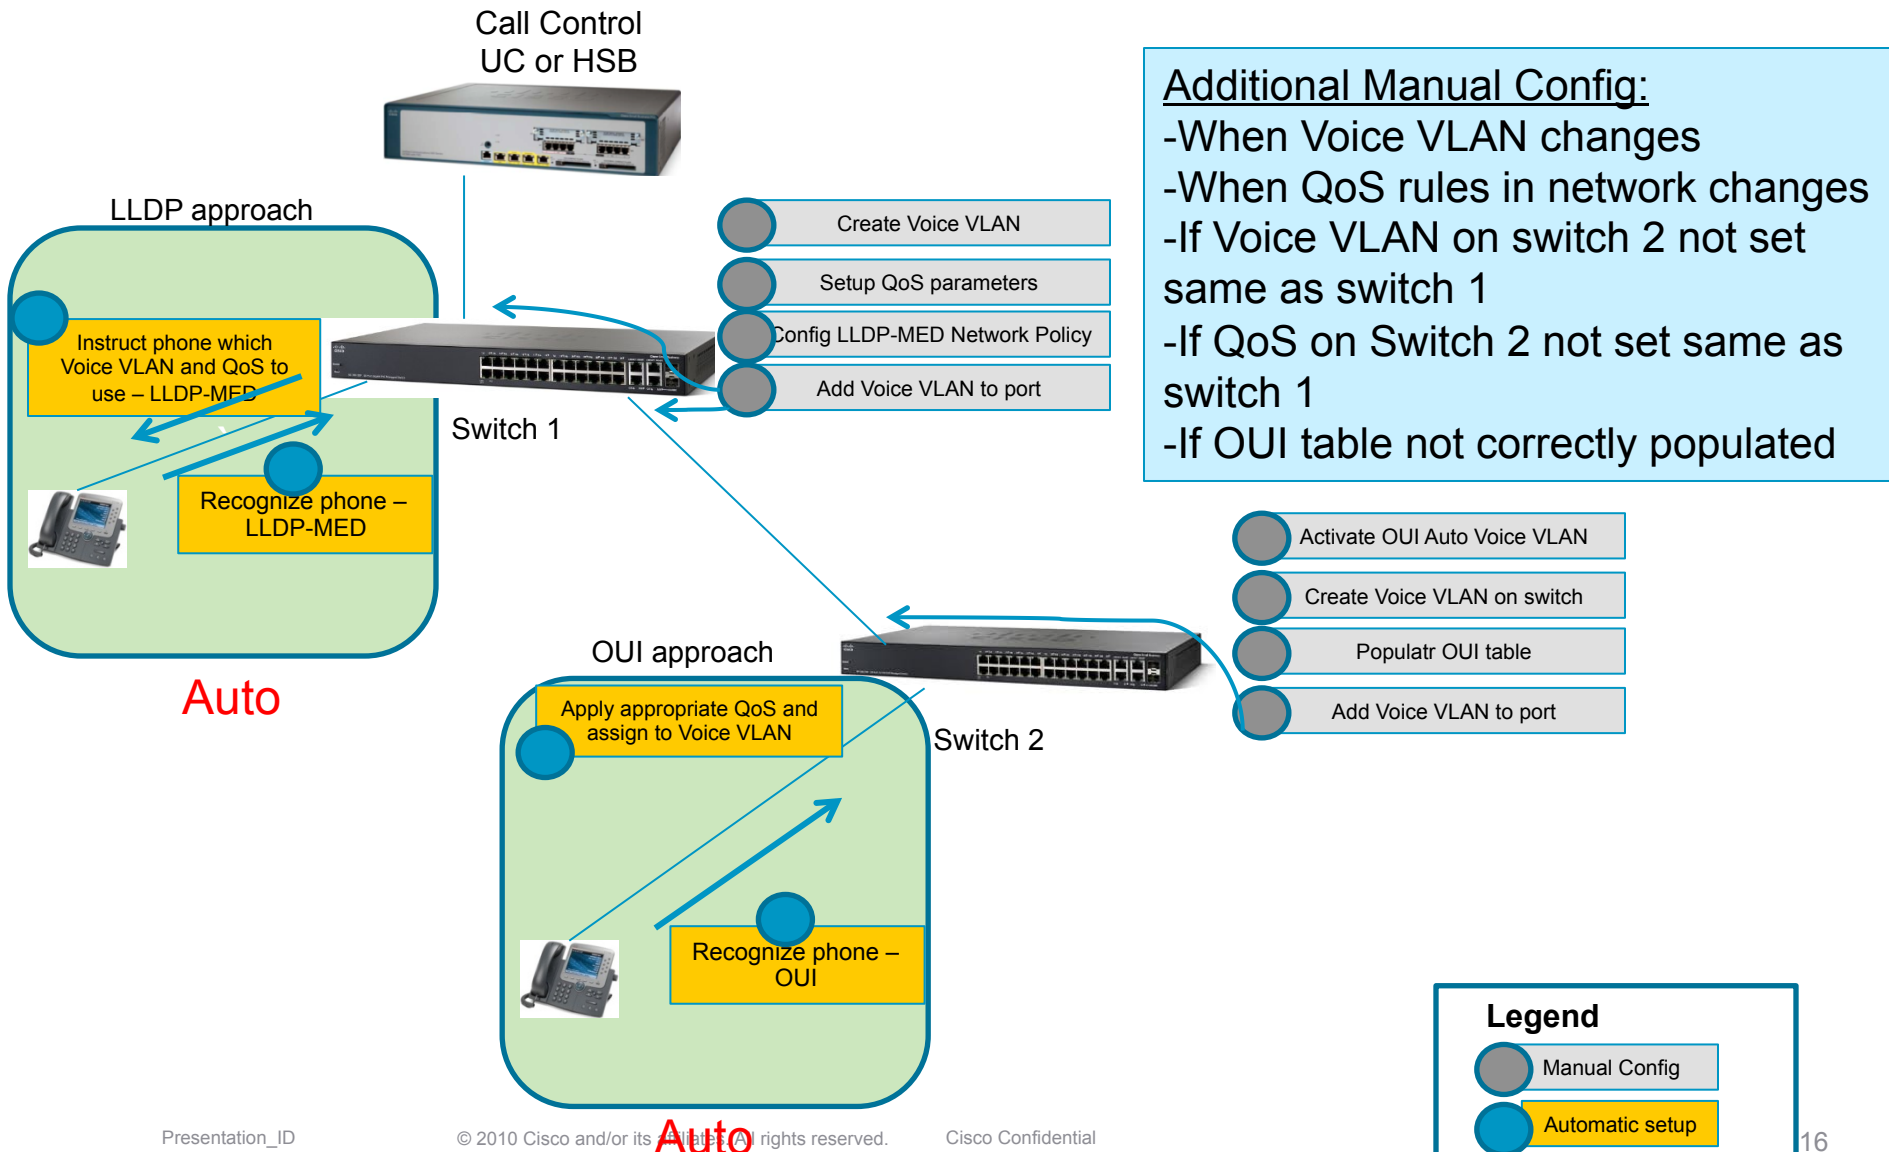 Call Control
UC or HSB
Additional Manual Config:
-When Voice VLAN changes
-When QoS rules in network changes
-If Voice VLAN on switch 2 not set
same as switch 1
-If QoS on Switch 2 not set same as
switch 1
-If OUI table not correctly populated
LLDP approach
Create Voice VLAN
Setup QoS parameters
Config LLDP-MED Network Policy
Add Voice VLAN to port
Instruct phone which
Voice VLAN and QoS to
use – LLDP-MED
Switch 1
Recognize phone –
LLDP-MED
Auto
Activate OUI Auto Voice VLAN
Create Voice VLAN on switch
Populatr OUI table
Add Voice VLAN to port
OUI approach
Apply appropriate QoS and
assign to Voice VLAN
Switch 2
Recognize phone –
OUI
Auto
Legend
Manual Config
Automatic setup
Presentation_ID
© 2010 Cisco and/or its affiliates. All rights reserved.
Cisco Confidential
16